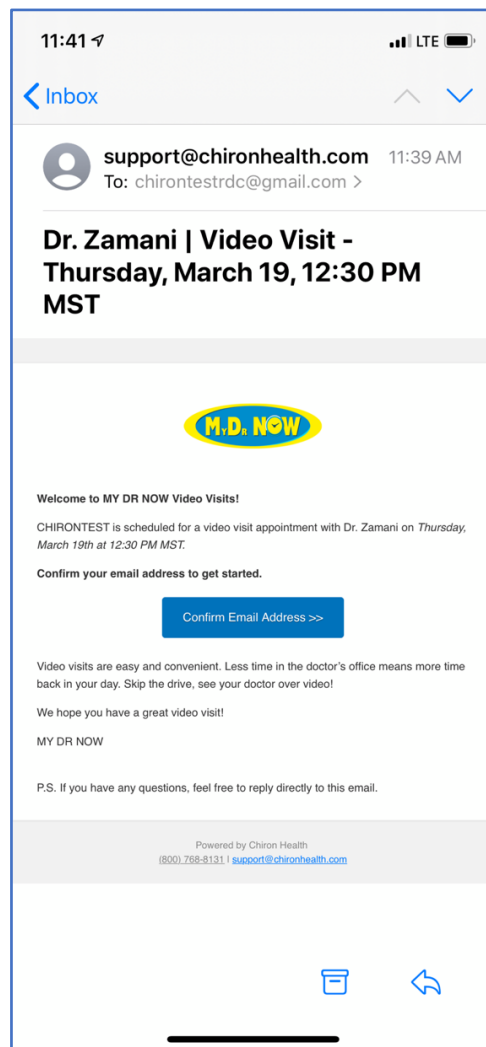 11:41 LTE
Inbox
support@chironhealth.com 11:39 AM
To: chirontestrdc@gmail.com >
Dr. Zamani | Video Visit -
Thursday, March 19, 12:30 PM
MST
MY DR NOW
Welcome to MY DR NOW Video Visits!
CHIRONTEST is scheduled for a video visit appointment with Dr. Zamani on Thursday,
March 19th at 12:30 PM MST.
Confirm your email address to get started.
Confirm Email Address >>
Video visits are easy and convenient. Less time in the doctor's office means more time
back in your day. Skip the drive, see your doctor over video!
We hope you have a great video visit!
MY DR NOW
P.S. If you have any questions, feel free to reply directly to this email.
Powered by Chiron Health
(800) 768-8131 | support@chironhealth.com